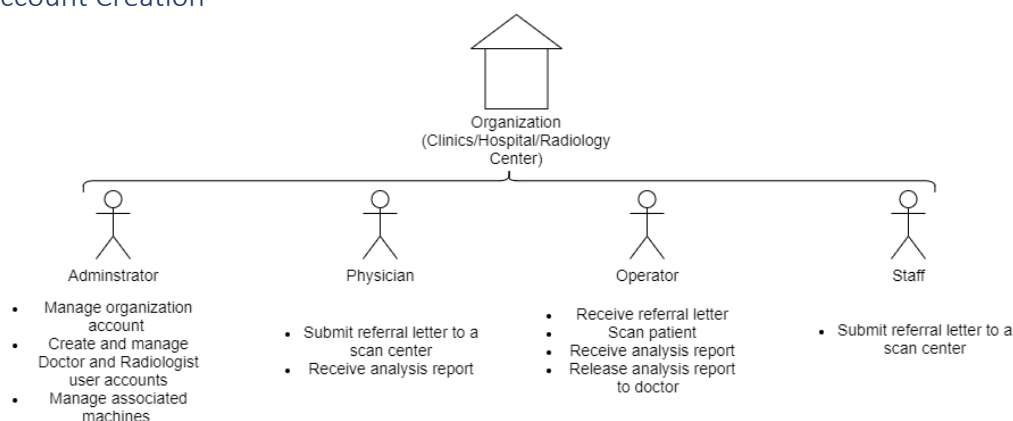 Account Creation
Organization
(Clinics/Hospital/Radiology
Center)
Adminstrator
Physician
Operator
Staff
• Manage organization
account
• Create and manage
Doctor and Radiologist
user accounts
• Manage associated
machines
• Submit referral letter to a
scan center
• Receive analysis report
• Receive referral letter
• Scan patient
• Receive analysis report
• Release analysis report
to doctor
• Submit referral letter to a
scan center